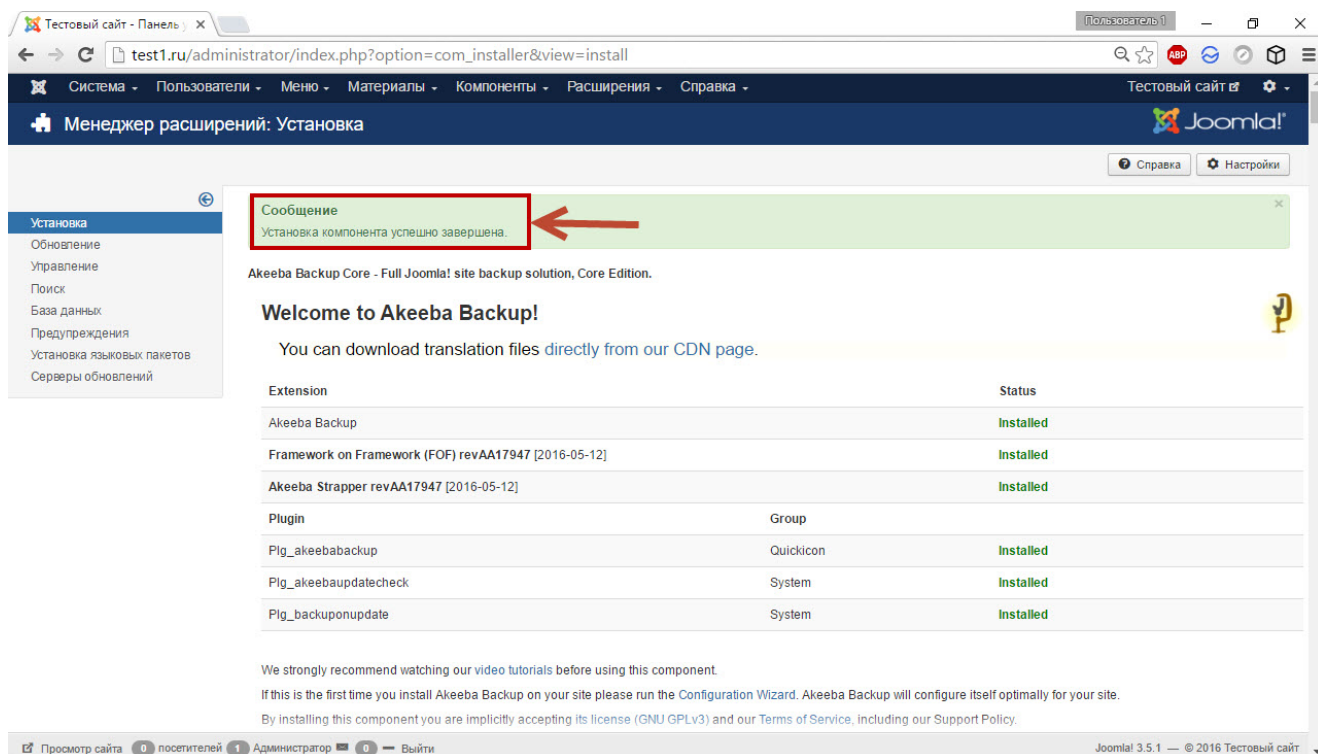 Тестовый сайт - Панель у
Пользователь 1
test1.ru/administrator/index.php?option=com_installer&view=install
ABP
Система Пользователи Меню Материалы Компоненты Расширения Справка Тестовый сайт
Менеджер расширений: Установка
Joomla!®
Справка Настройки
Установка
Обновление
Управление
Поиск
База данных
Предупреждения
Установка языковых пакетов
Серверы обновлений
Сообщение
Установка компонента успешно завершена.
Akeeba Backup Core - Full Joomla! site backup solution, Core Edition.
Welcome to Akeeba Backup!
You can download translation files directly from our CDN page.
Extension Status
Akeeba Backup Installed
Framework on Framework (FOF) revAA17947 [2016-05-12] Installed
Akeeba Strapper revAA17947 [2016-05-12] Installed
Plugin Group
Plg_akeebabackup Quickicon Installed
Plg_akeebaupdatecheck System Installed
Plg_backuponupdate System Installed
We strongly recommend watching our video tutorials before using this component.
If this is the first time you install Akeeba Backup on your site please run the Configuration Wizard. Akeeba Backup will configure itself optimally for your site.
By installing this component you are implicitly accepting its license (GNU GPLv3) and our Terms of Service, including our Support Policy.
Просмотр сайта 0 посетителей 1 Администратор 0 Выйти
Joomla! 3.5.1 — © 2016 Тестовый сайт